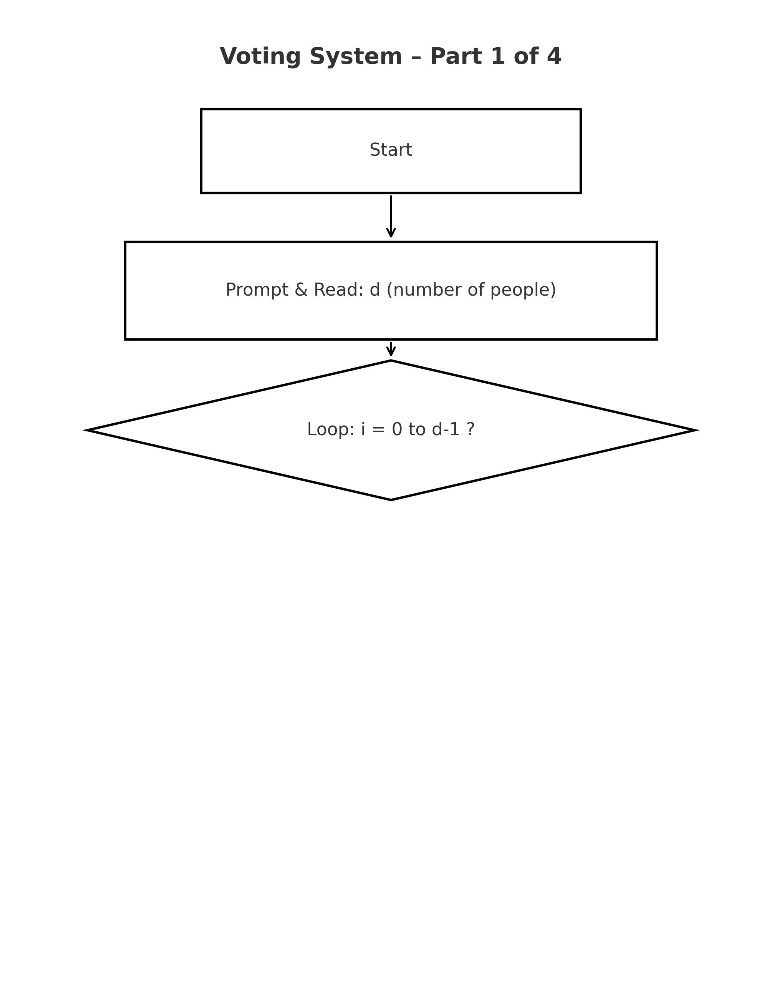 Voting System – Part 1 of 4
Start
Prompt & Read: d (number of people)
Loop: i = 0 to d-1 ?